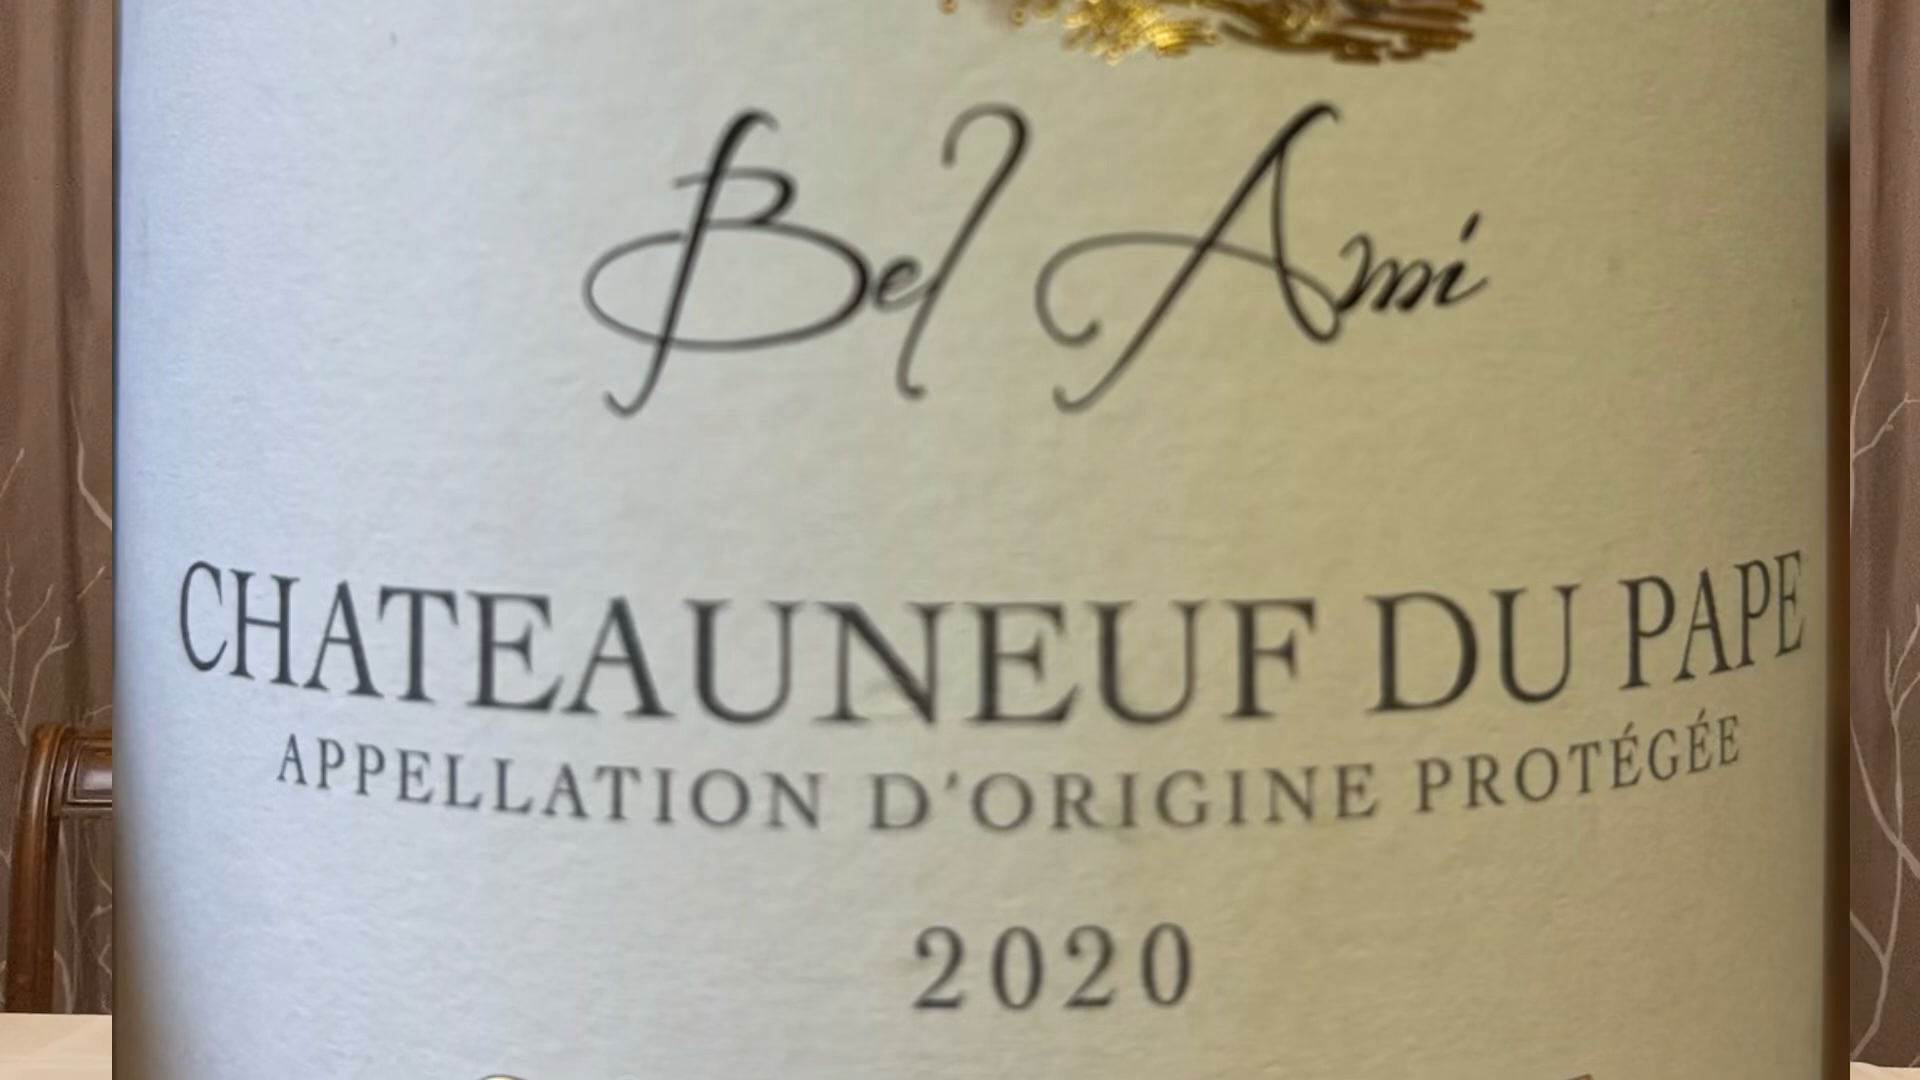 Bel Ami
CHATEAUNEUF DU PAPE
APPELLATION D'ORIGINE PROTÉGÉE
2020